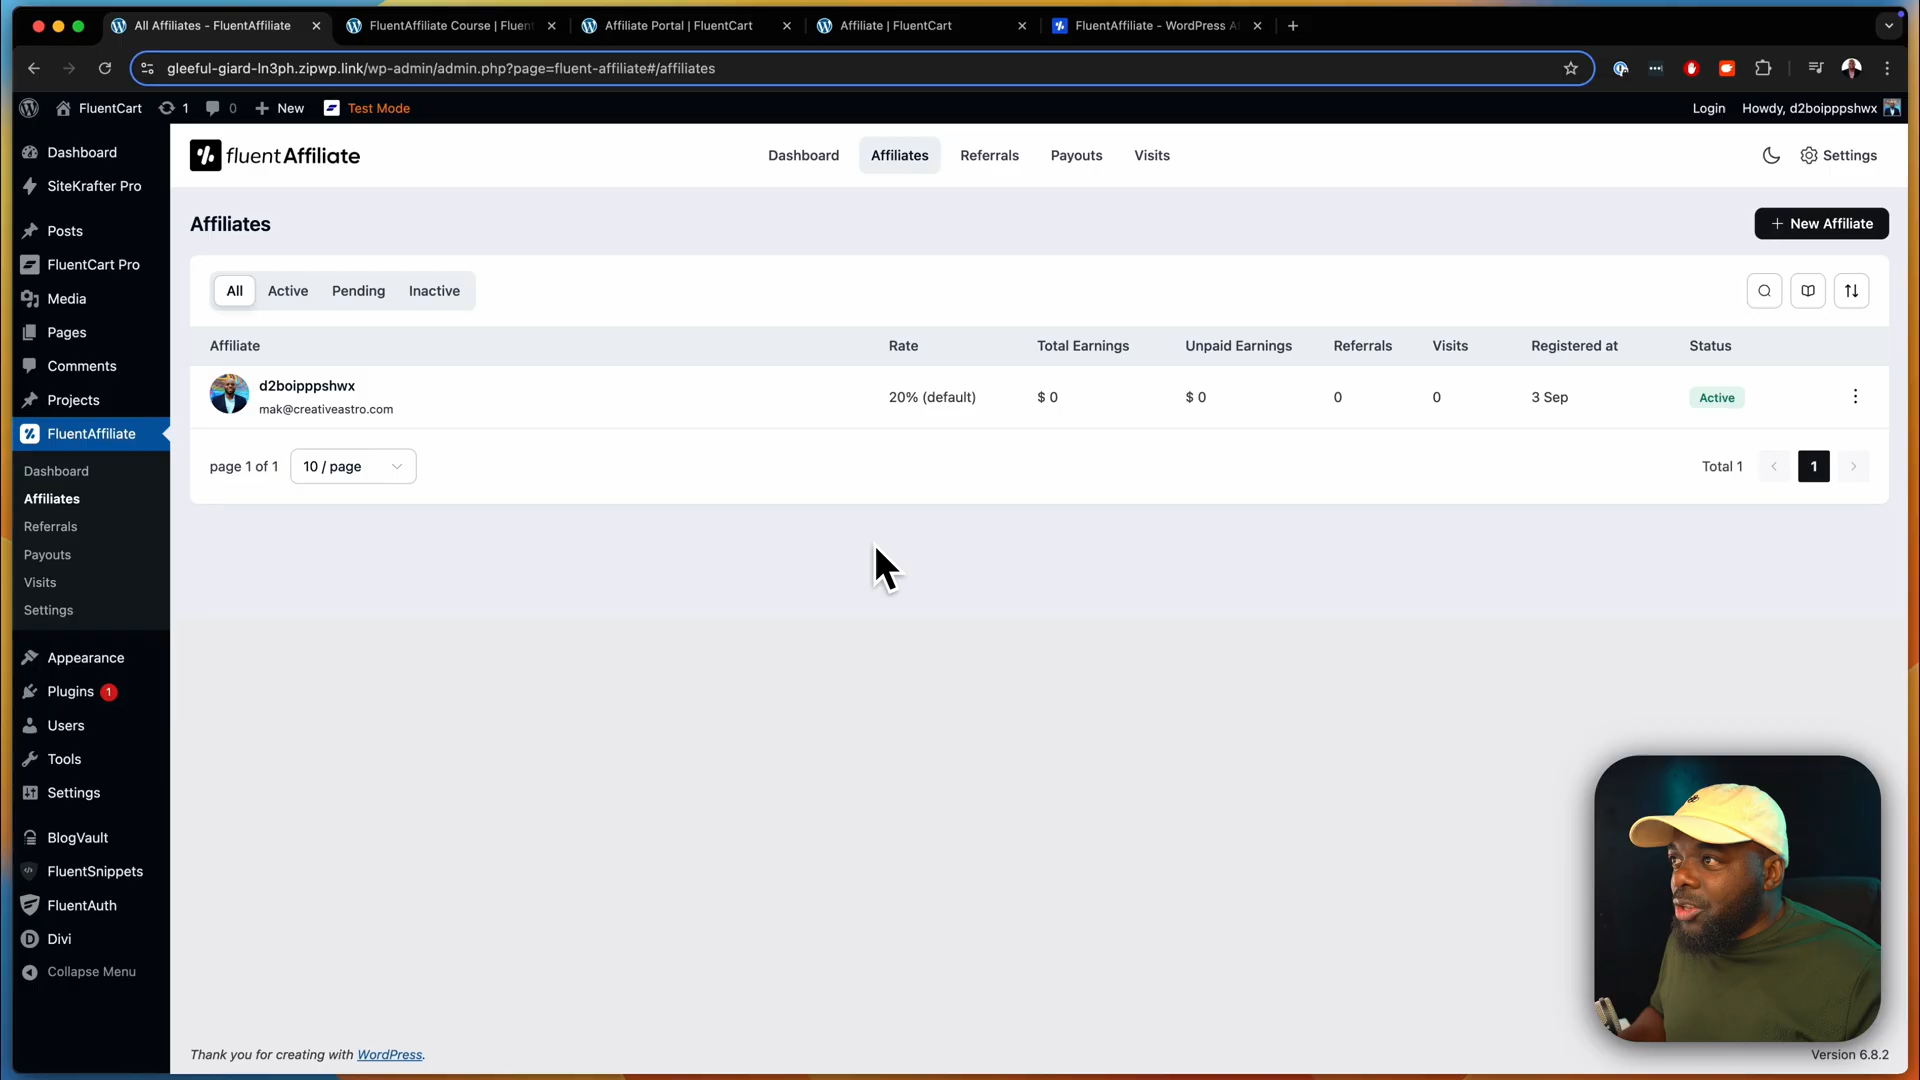 All Affiliates - FluentAffiliate
FluentAffiliate Course | Fluen
Affiliate Portal | FluentCart
Affiliate | FluentCart
FluentAffiliate - WordPress A
gleeful-giard-ln3ph.zipwp.link/wp-admin/admin.php?page=fluent-affiliate#/affiliates
FluentCart
1
0
New
Test Mode
Login
Howdy, d2boipppshwx
Dashboard
SiteKrafter Pro
Posts
FluentCart Pro
Media
Pages
Comments
Projects
FluentAffiliate
Dashboard
Affiliates
Referrals
Payouts
Visits
Settings
Appearance
Plugins 1
Users
Tools
Settings
BlogVault
FluentSnippets
FluentAuth
Divi
Collapse Menu
fluentAffiliate
Dashboard
Affiliates
Referrals
Payouts
Visits
Settings
Affiliates
New Affiliate
All
Active
Pending
Inactive
Affiliate
Rate
Total Earnings
Unpaid Earnings
Referrals
Visits
Registered at
Status
d2boipppshwx
mak@creativeastro.com
20% (default)
$ 0
$ 0
0
0
3 Sep
Active
page 1 of 1
10 / page
Total 1
1
Thank you for creating with WordPress.
Version 6.8.2